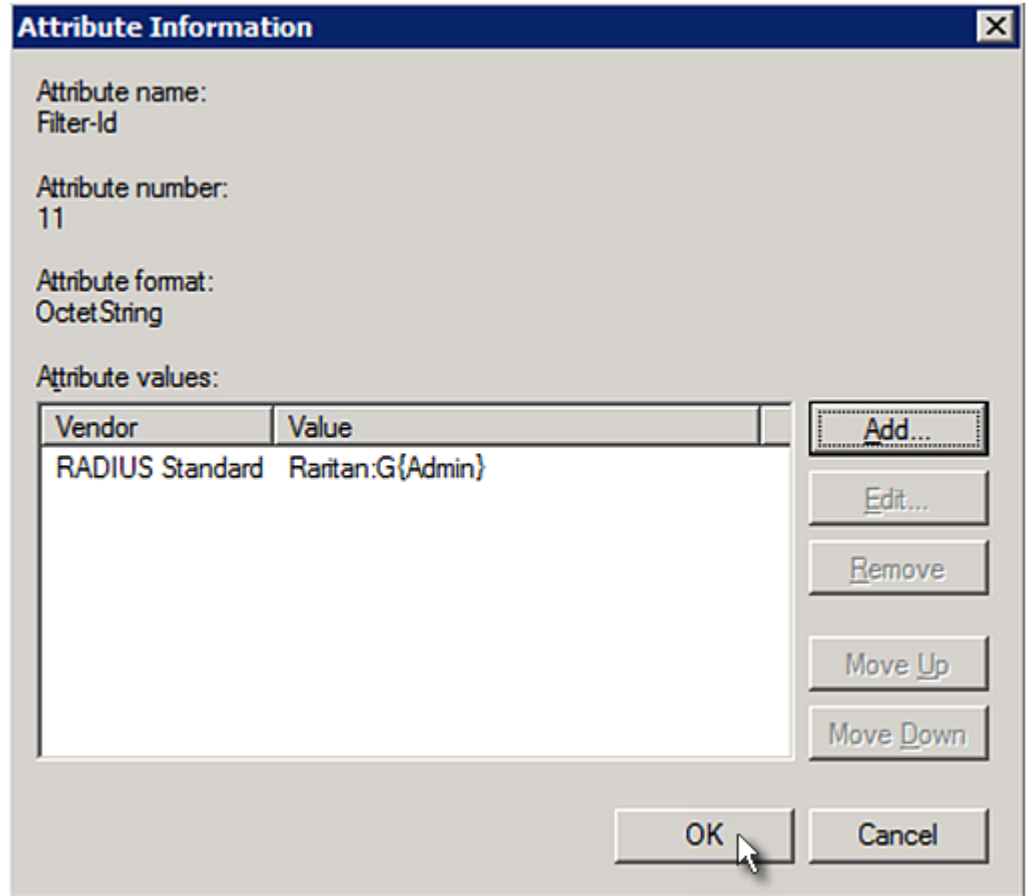 Attribute Information
Attribute name:
Filter-Id
Attribute number:
11
Attribute format:
OctetString
Attribute values:
Vendor Value
RADIUS Standard Raritan:G{Admin}
Add...
Edit...
Remove
Move Up
Move Down
OK Cancel